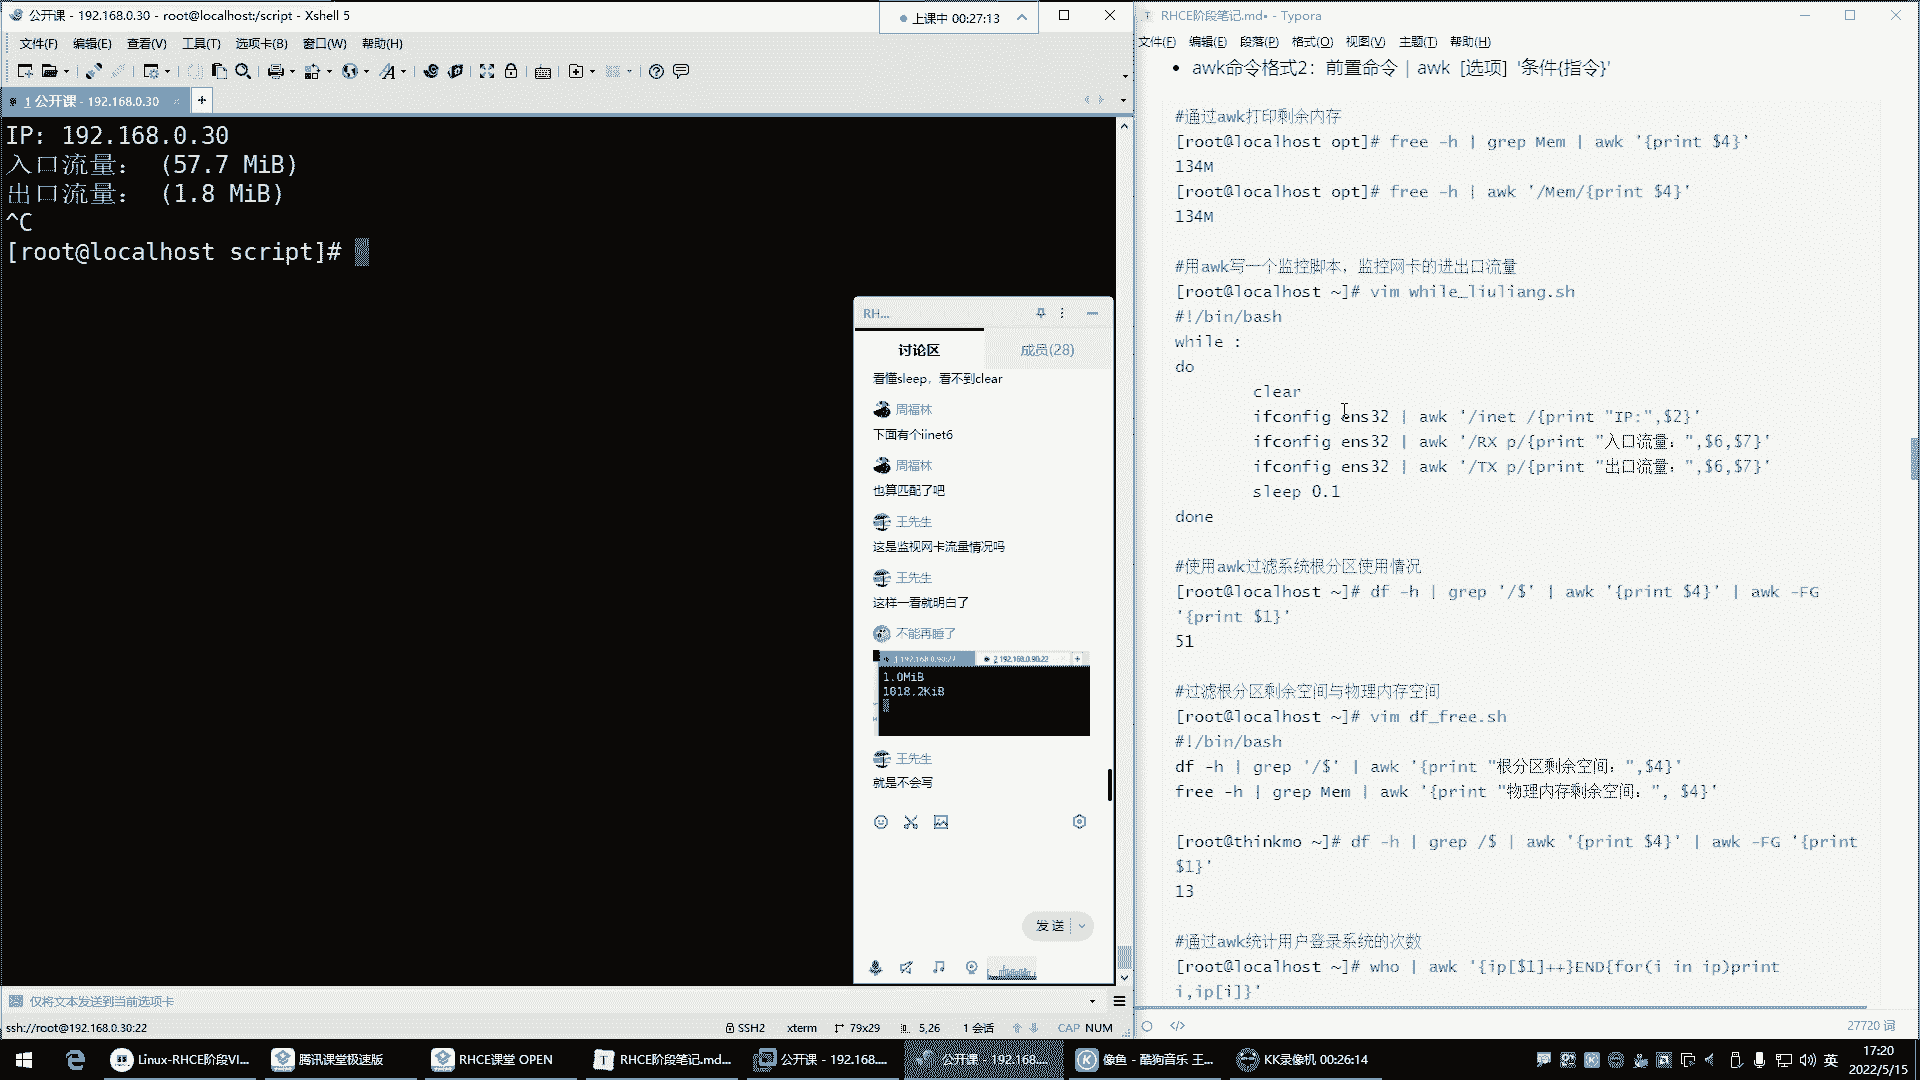 公开课 - 192.168.0.30 - root@localhost:/script - Xshell 5
上课中 00:27:13
文件(F) 编辑(E) 查看(V) 工具(T) 选项卡(B) 窗口(W) 帮助(H)
1 公开课 - 192.168.0.30
IP: 192.168.0.30
入口流量： (57.7 MiB)
出口流量： (1.8 MiB)
^C
[root@localhost script]#
RH...
讨论区 成员(28)
看懂sleep，看不到clear
周福林
下面有个iinet6
周福林
也算匹配了吧
王先生
这是监视网卡流量情况吗
王先生
这样一看就明白了
不能再睡了
1 192.168.0.90:22 2 192.168.0.90:22
1.0MiB
1018.2KiB
王先生
就是不会写
发送
仅将文本发送到当前选项卡
ssh://root@192.168.0.30:22 SSH2 xterm 79x29 5,26 1 会话 CAP NUM
RHCE阶段笔记.md• - Typora
文件(F) 编辑(E) 段落(P) 格式(O) 视图(V) 主题(T) 帮助(H)
• awk命令格式2：前置命令 | awk [选项] '条件{指令}'
#通过awk打印剩余内存
[root@localhost opt]# free -h | grep Mem | awk '{print $4}'
134M
[root@localhost opt]# free -h | awk '/Mem/{print $4}'
134M
#用awk写一个监控脚本，监控网卡的进出口流量
[root@localhost ~]# vim while_liuliang.sh
#!/bin/bash
while :
do
clear
ifconfig ens32 | awk '/inet /{print "IP:",$2}'
ifconfig ens32 | awk '/RX p/{print "入口流量：",$6,$7}'
ifconfig ens32 | awk '/TX p/{print "出口流量：",$6,$7}'
sleep 0.1
done
#使用awk过滤系统根分区使用情况
[root@localhost ~]# df -h | grep '/$' | awk '{print $4}' | awk -FG
'{print $1}'
51
#过滤根分区剩余空间与物理内存空间
[root@localhost ~]# vim df_free.sh
#!/bin/bash
df -h | grep '/$' | awk '{print "根分区剩余空间：",$4}'
free -h | grep Mem | awk '{print "物理内存剩余空间：", $4}'
[root@thinkmo ~]# df -h | grep /$ | awk '{print $4}' | awk -FG '{print
$1}'
13
#通过awk统计用户登录系统的次数
[root@localhost ~]# who | awk '{ip[$1]++}END{for(i in ip)print
i,ip[i]}'
27720 词
Linux-RHCE阶段VI... 腾讯课堂极速版 RHCE课堂 OPEN RHCE阶段笔记.md... 公开课 - 192.168.... 公开课 - 192.168.... 像鱼 - 酷狗音乐 王... KK录像机 00:26:14
英
17:20
2022/5/15